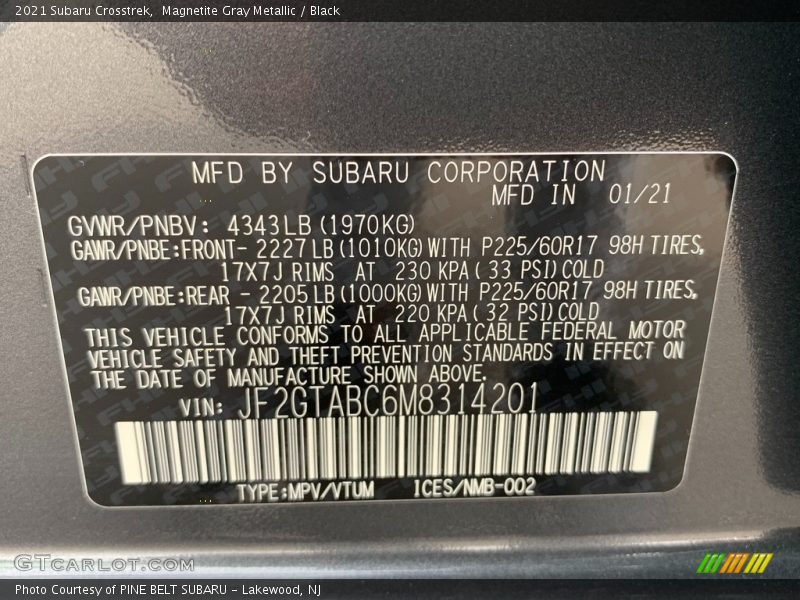 2021 Subaru Crosstrek, Magnetite Gray Metallic / Black
MFD BY SUBARU CORPORATION
MFD IN 01/21
GVWR/PNBV: 4343LB (1970KG)
GAWR/PNBE:FRONT- 2227LB (1010KG) WITH P225/60R17 98H TIRES,
17X7J RIMS AT 230 KPA ( 33 PSI) COLD
GAWR/PNBE:REAR - 2205LB (1000KG) WITH P225/60R17 98H TIRES,
17X7J RIMS AT 220 KPA ( 32 PSI) COLD
THIS VEHICLE CONFORMS TO ALL APPLICABLE FEDERAL MOTOR
VEHICLE SAFETY AND THEFT PREVENTION STANDARDS IN EFFECT ON
THE DATE OF MANUFACTURE SHOWN ABOVE.
VIN: JF2GTABC6M8314201
TYPE:MPV/VTUM ICES/NMB-002
GTcarlot.com
Photo Courtesy of PINE BELT SUBARU - Lakewood, NJ